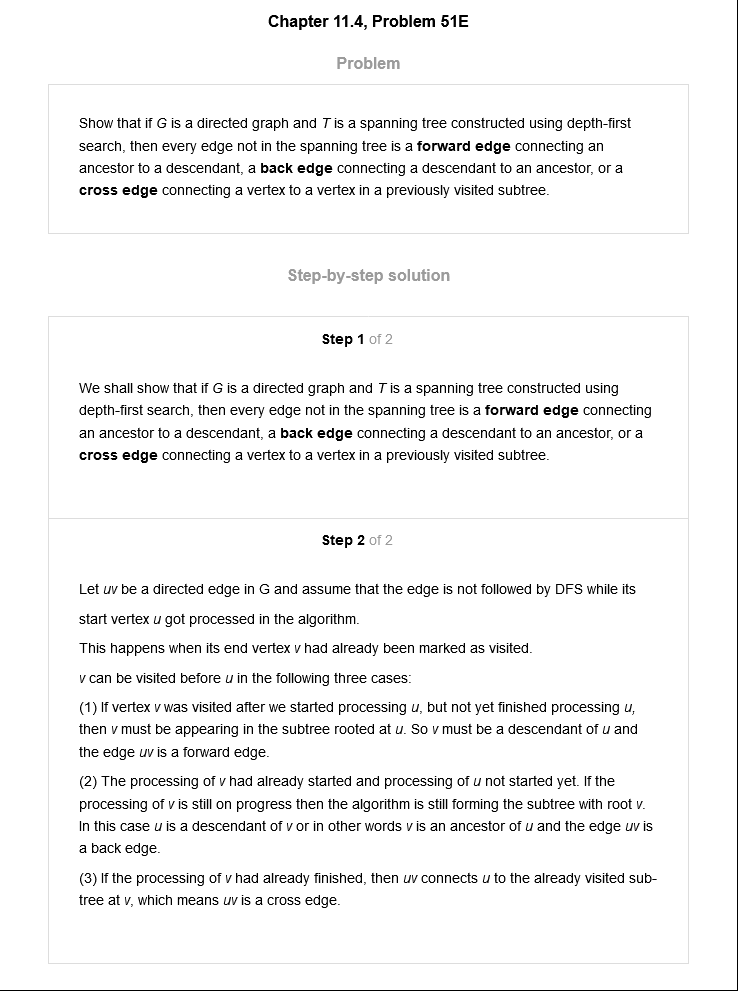 Chapter 11.4, Problem 51E
Problem
Show that if G is a directed graph and T is a spanning tree constructed using depth-first
search, then every edge not in the spanning tree is a forward edge connecting an
ancestor to a descendant, a back edge connecting a descendant to an ancestor, or a
cross edge connecting a vertex to a vertex in a previously visited subtree.
Step-by-step solution
Step 1 of 2
We shall show that if G is a directed graph and T is a spanning tree constructed using
depth-first search, then every edge not in the spanning tree is a forward edge connecting
an ancestor to a descendant, a back edge connecting a descendant to an ancestor, or a
cross edge connecting a vertex to a vertex in a previously visited subtree.
Step 2 of 2
Let uv be a directed edge in G and assume that the edge is not followed by DFS while its
start vertex u got processed in the algorithm.
This happens when its end vertex v had already been marked as visited.
v can be visited before u in the following three cases:
(1) If vertex v was visited after we started processing u, but not yet finished processing u,
then v must be appearing in the subtree rooted at u. So v must be a descendant of u and
the edge uv is a forward edge.
(2) The processing of v had already started and processing of u not started yet. If the
processing of v is still on progress then the algorithm is still forming the subtree with root v.
In this case u is a descendant of v or in other words v is an ancestor of u and the edge uv is
a back edge.
(3) If the processing of v had already finished, then uv connects u to the already visited sub-
tree at v, which means uv is a cross edge.